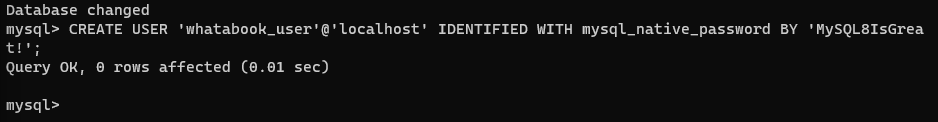 Database changed
mysql> CREATE USER 'whatabook_user'@'localhost' IDENTIFIED WITH mysql_native_password BY 'MySQL8IsGrea
t!';
Query OK, 0 rows affected (0.01 sec)
mysql>